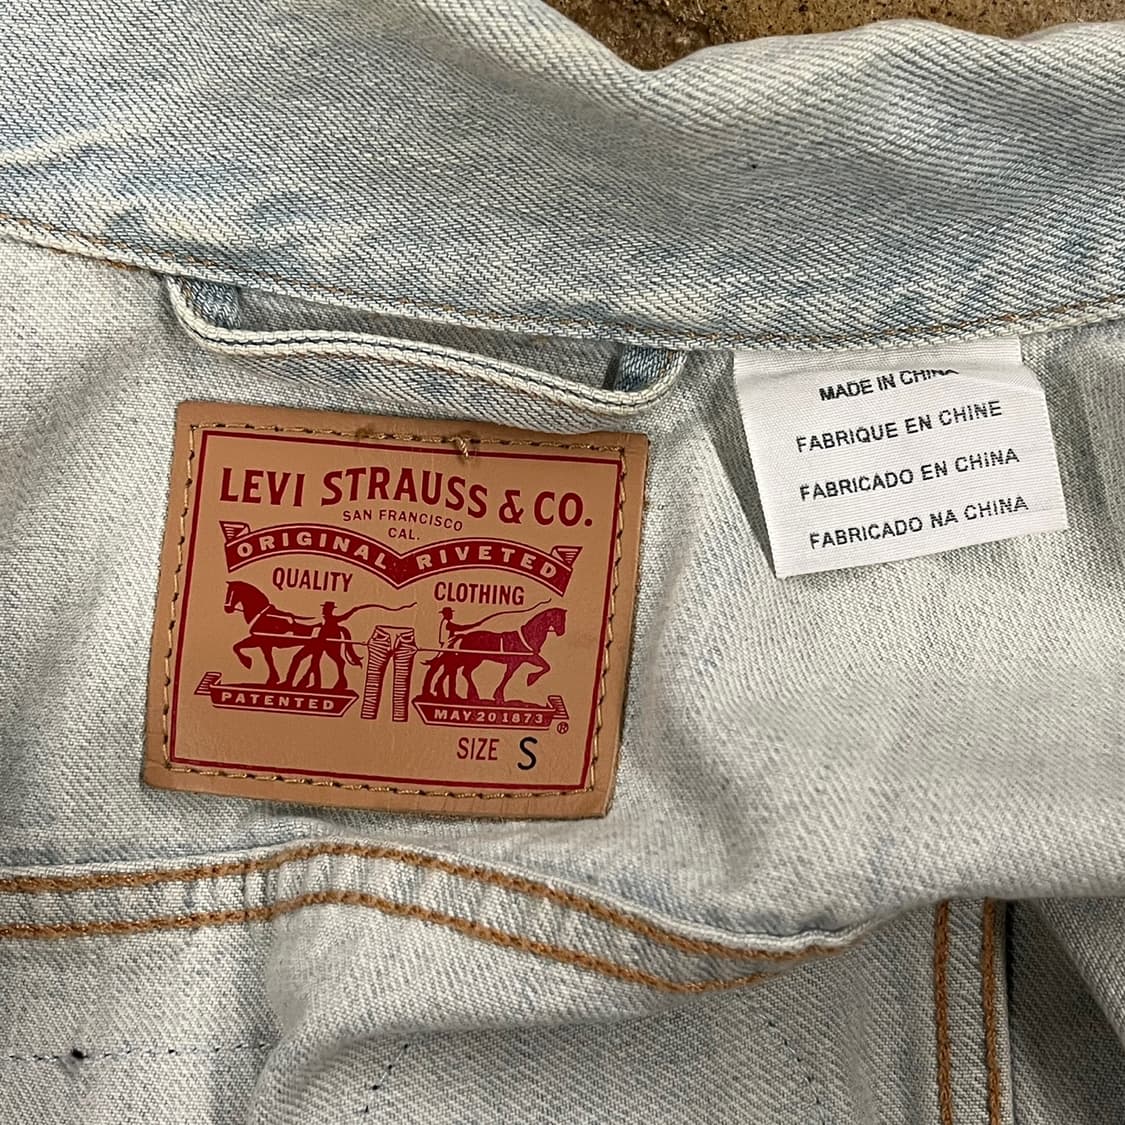 LEVI STRAUSS & CO.
SAN FRANCISCO
CAL.
ORIGINAL RIVETED
QUALITY CLOTHING
PATENTED MAY 20 1873
®
SIZE S
MADE IN CHINA
FABRIQUE EN CHINE
FABRICADO EN CHINA
FABRICADO NA CHINA